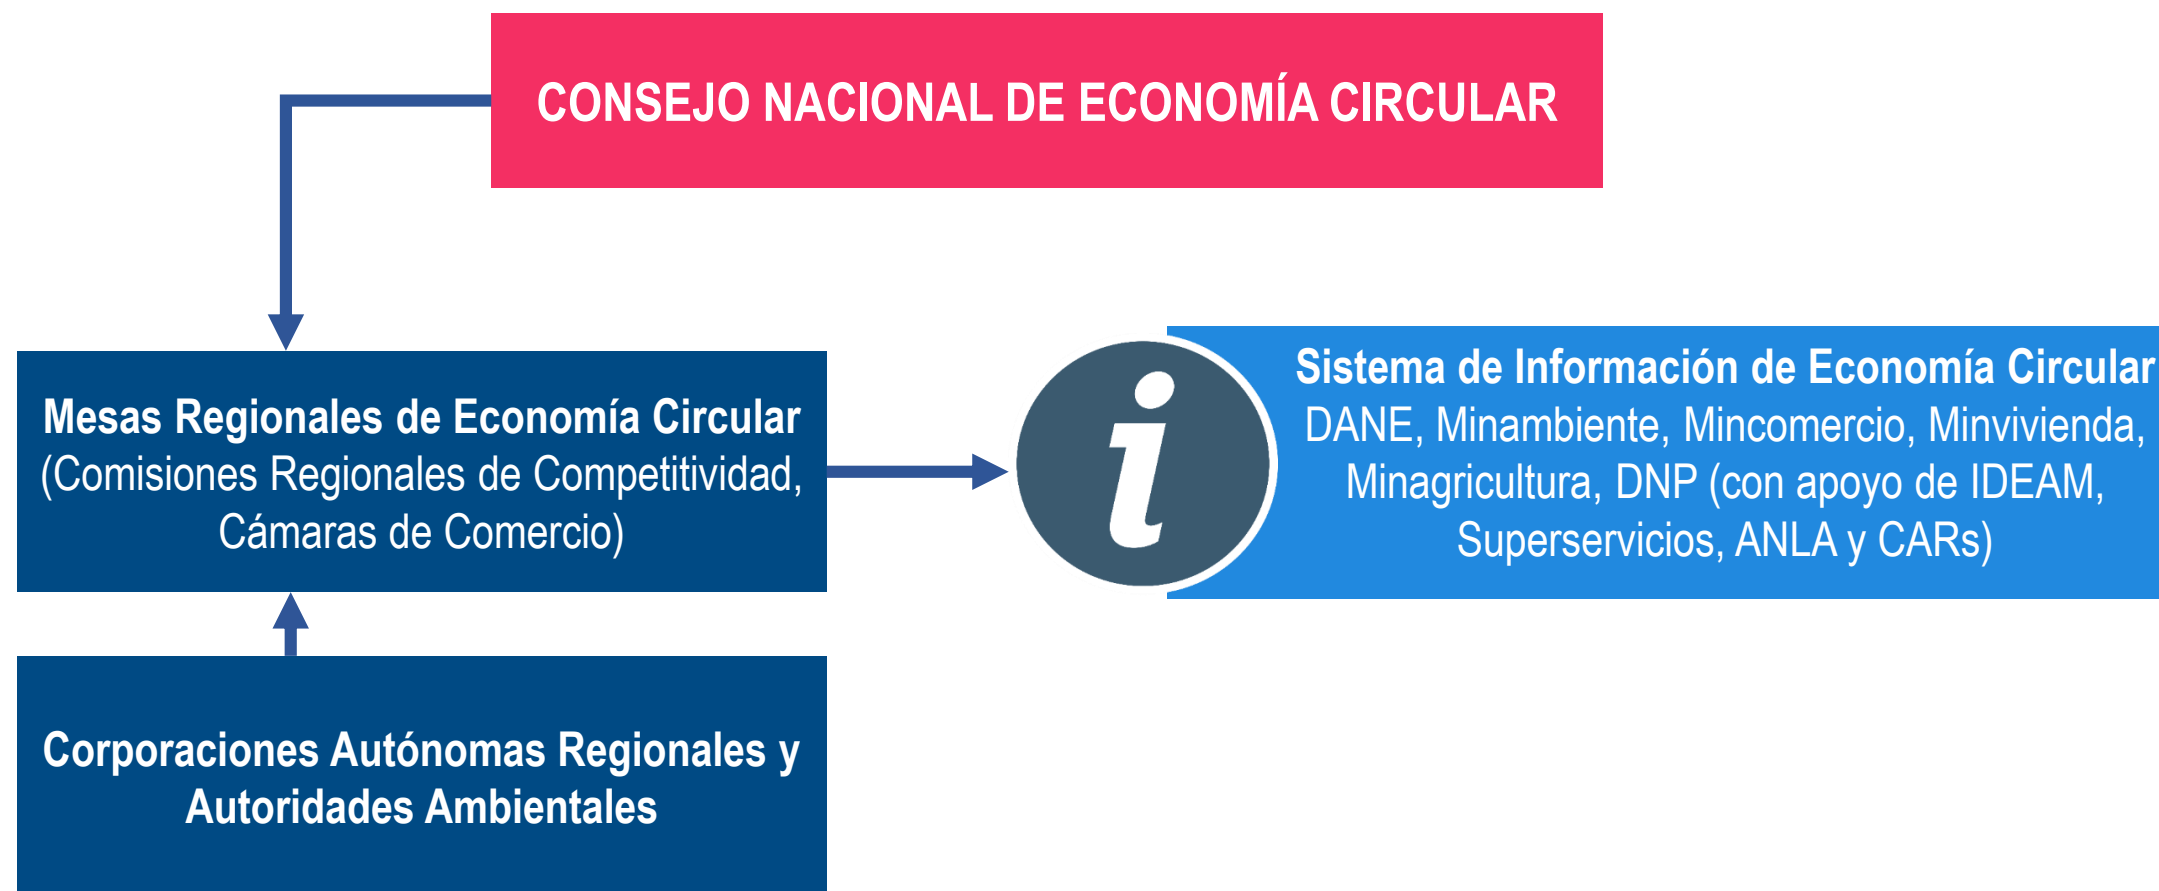 CONSEJO NACIONAL DE ECONOMÍA CIRCULAR
Mesas Regionales de Economía Circular
(Comisiones Regionales de Competitividad,
Cámaras de Comercio)
i
Sistema de Información de Economía Circular
DANE, Minambiente, Mincomercio, Minvivienda,
Minagricultura, DNP (con apoyo de IDEAM,
Superservicios, ANLA y CARs)
Corporaciones Autónomas Regionales y
Autoridades Ambientales